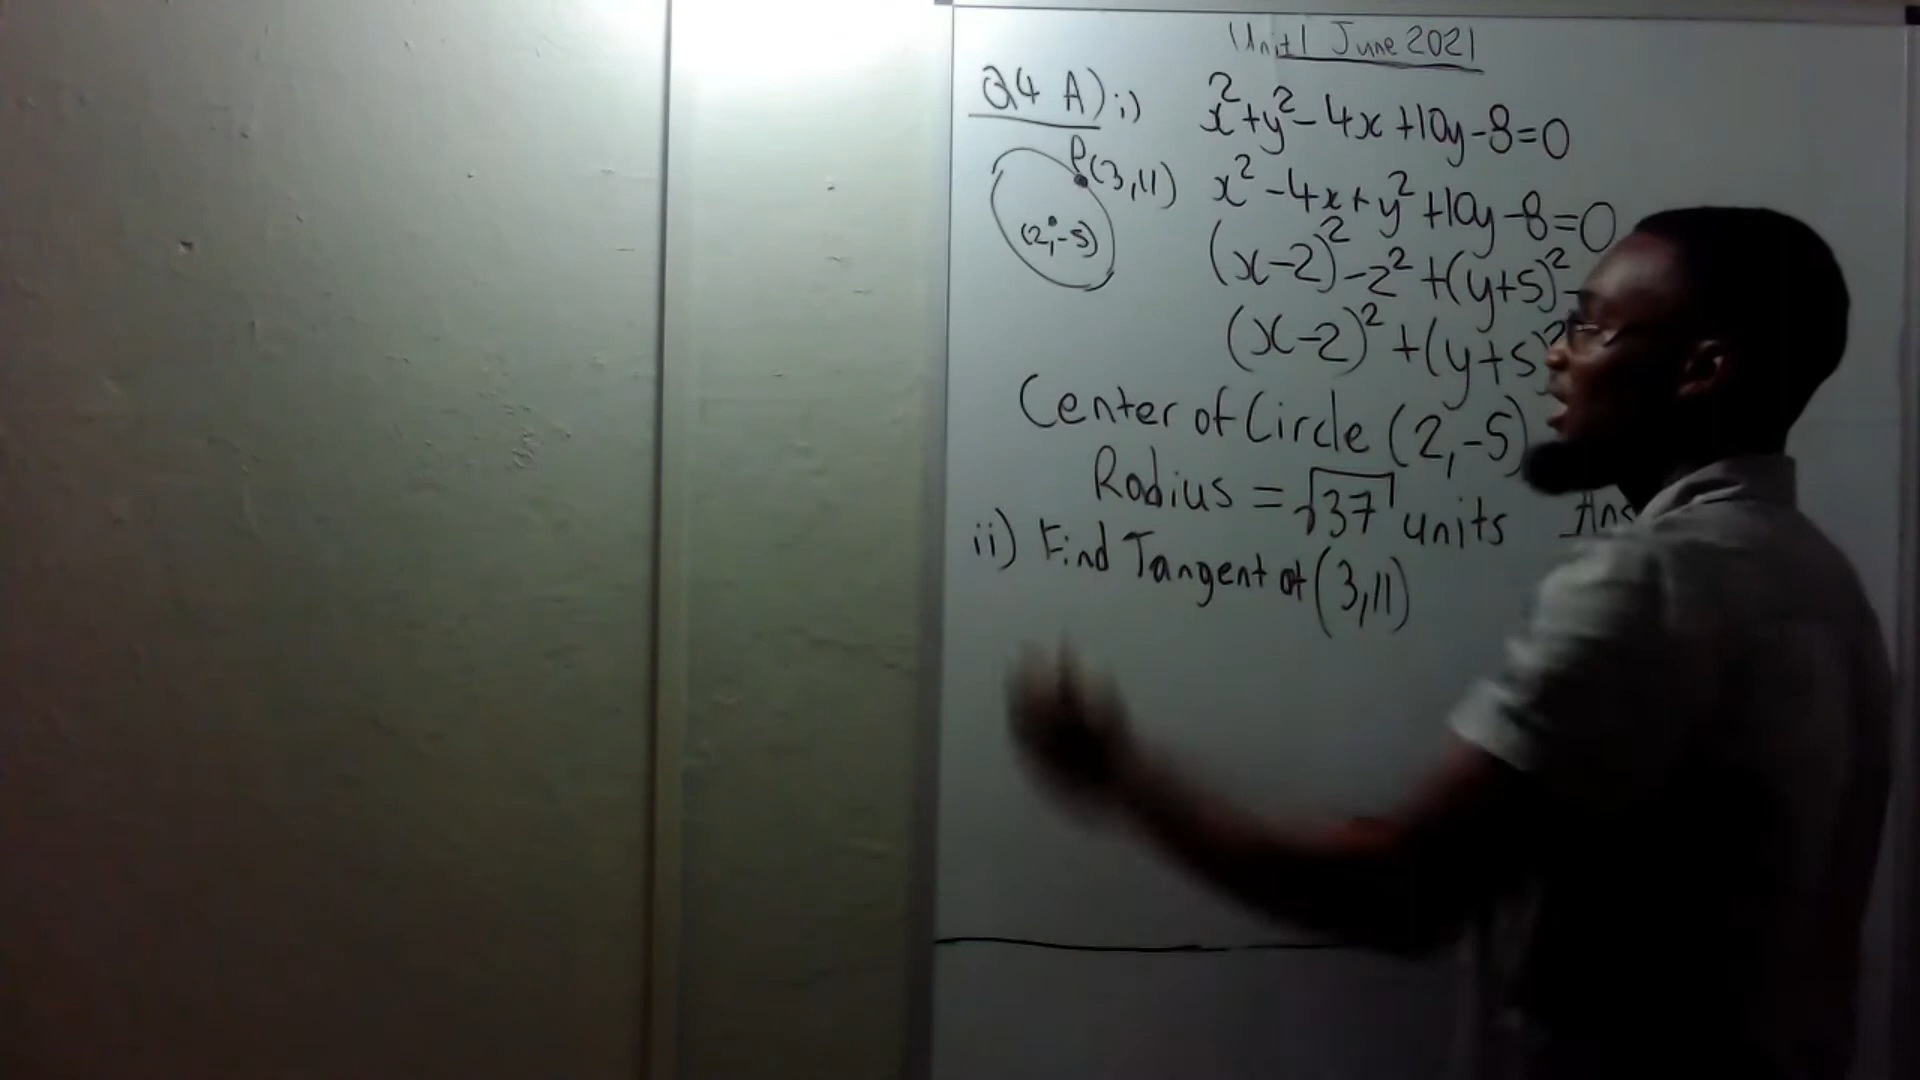 Unit 1 June 2021
Q4 A) i) x²+y²-4x+10y-8=0
P(3,11) x²-4x+y²+10y-8=0
(2,-5) (x-2)²-2²+(y+5)²-
(x-2)²+(y+5)²
Center of Circle (2,-5)
Radius = √37 units Ans
ii) Find Tangent at (3,11)